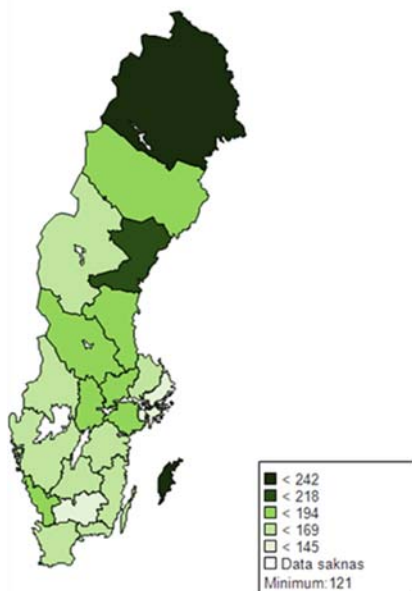 < 242
< 218
< 194
< 169
< 145
Data saknas
Minimum:121